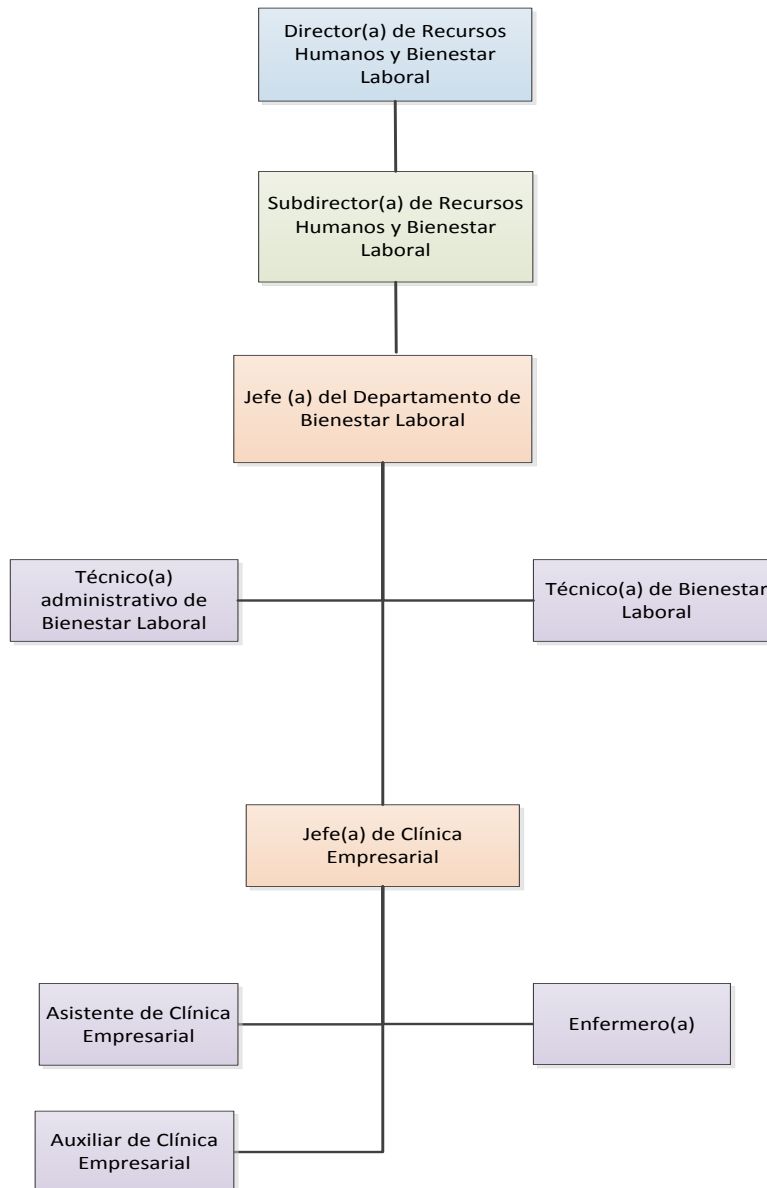 Director(a) de Recursos
Humanos y Bienestar
Laboral
Subdirector(a) de Recursos
Humanos y Bienestar
Laboral
Jefe (a) del Departamento de
Bienestar Laboral
Técnico(a)
administrativo de
Bienestar Laboral
Técnico(a) de Bienestar
Laboral
Jefe(a) de Clínica
Empresarial
Asistente de Clínica
Empresarial
Enfermero(a)
Auxiliar de Clínica
Empresarial